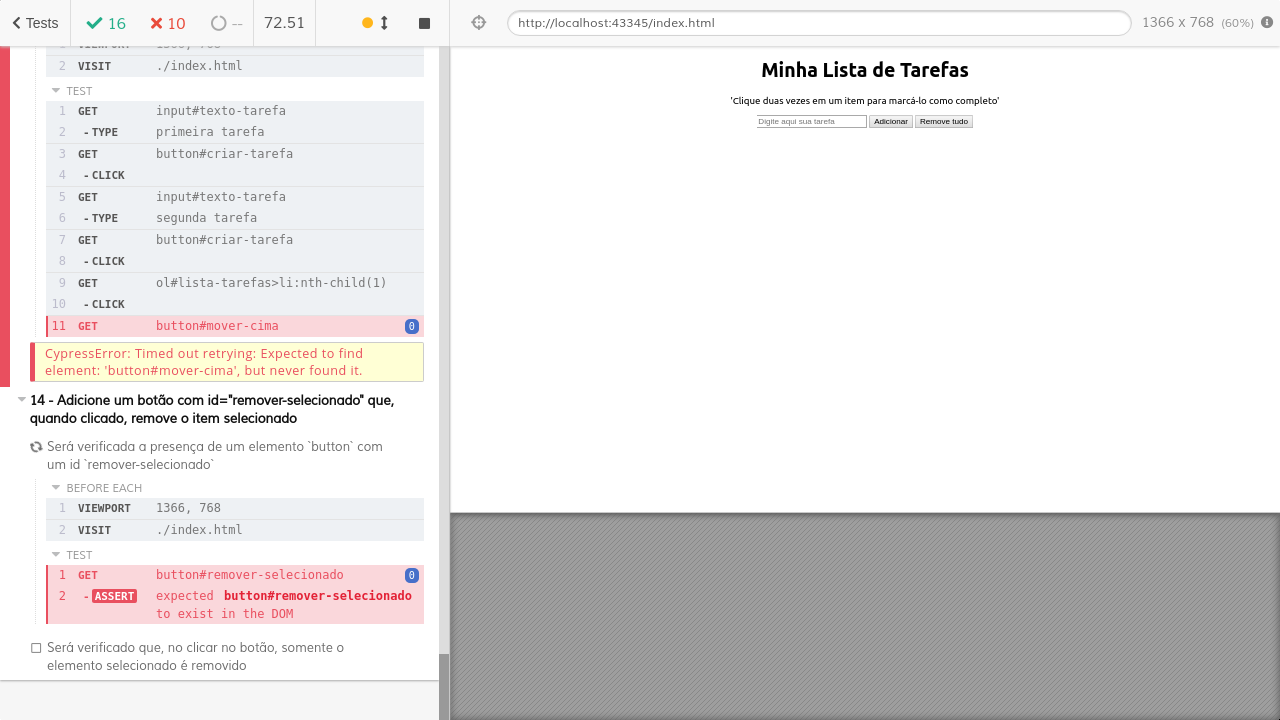 Tests 16 10 -- 72.51 http://localhost:43345/index.html 1366 x 768 (60%)
1 VIEWPORT 1366, 768
2 VISIT ./index.html
TEST
1 GET input#texto-tarefa
2 -TYPE primeira tarefa
3 GET button#criar-tarefa
4 -CLICK
5 GET input#texto-tarefa
6 -TYPE segunda tarefa
7 GET button#criar-tarefa
8 -CLICK
9 GET ol#lista-tarefas>li:nth-child(1)
10 -CLICK
11 GET button#mover-cima 0
CypressError: Timed out retrying: Expected to find
element: 'button#mover-cima', but never found it.
14 - Adicione um botão com id="remover-selecionado" que,
quando clicado, remove o item selecionado
Será verificada a presença de um elemento `button` com
um id `remover-selecionado`
BEFORE EACH
1 VIEWPORT 1366, 768
2 VISIT ./index.html
TEST
1 GET button#remover-selecionado 0
2 -ASSERT expected button#remover-selecionado
to exist in the DOM
Será verificado que, no clicar no botão, somente o
elemento selecionado é removido
Minha Lista de Tarefas
'Clique duas vezes em um item para marcá-lo como completo'
Digite aqui sua tarefa Adicionar Remove tudo